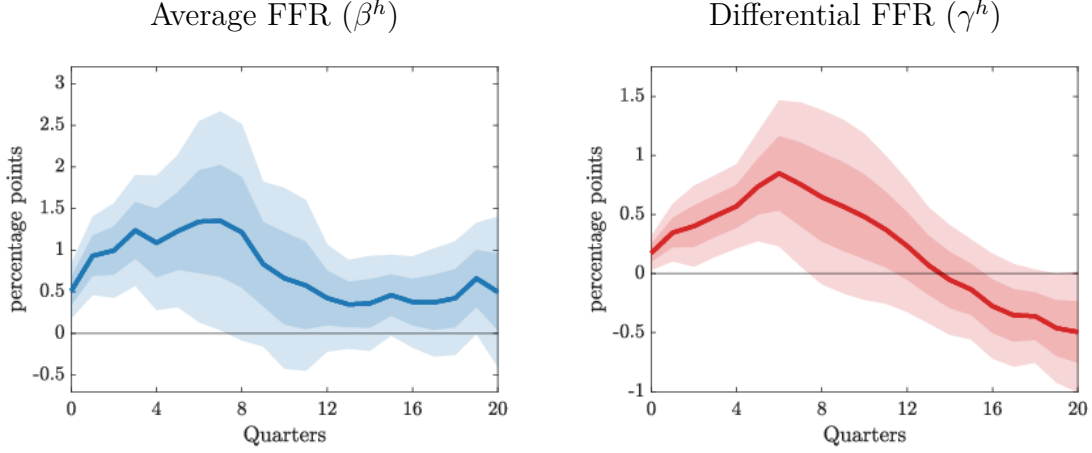 Average FFR (β^h)
percentage points
3
2.5
2
1.5
1
0.5
0
-0.5
0 4 8 12 16 20
Quarters
Differential FFR (γ^h)
percentage points
1.5
1
0.5
0
-0.5
-1
0 4 8 12 16 20
Quarters